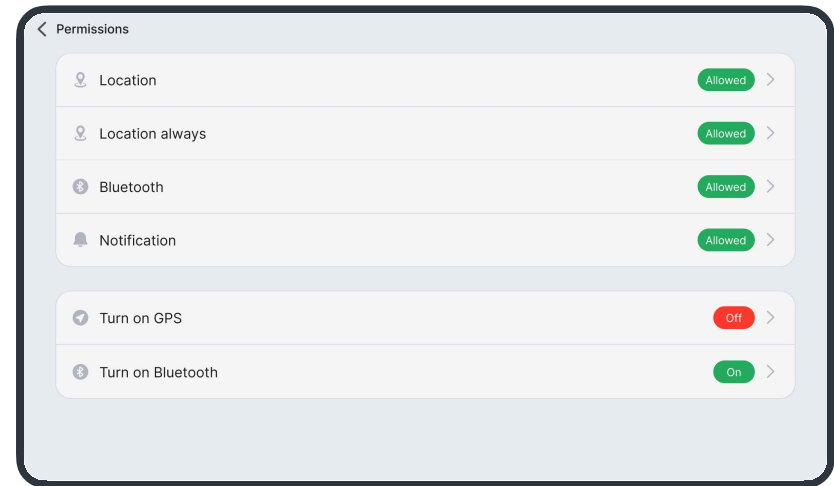 Permissions
Location Allowed
Location always Allowed
Bluetooth Allowed
Notification Allowed
Turn on GPS Off
Turn on Bluetooth On